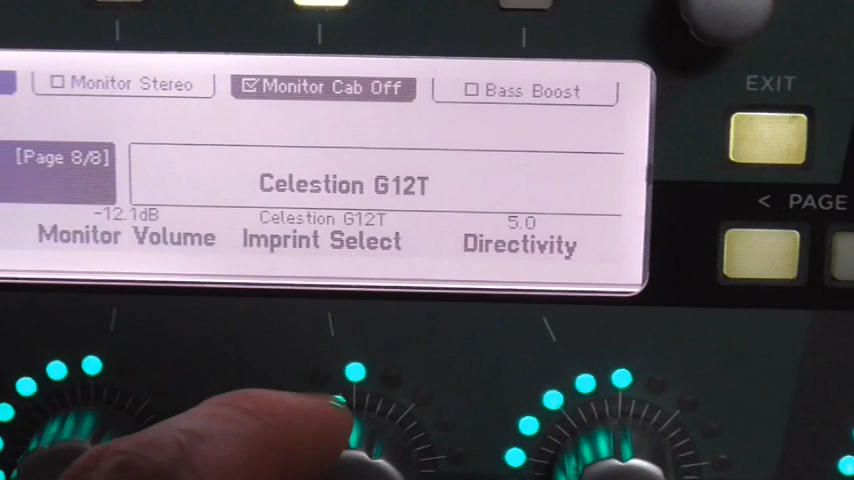 Monitor Stereo
Monitor Cab Off
Bass Boost
EXIT
[Page 8/8]
Celestion G12T
< PAGE
-12.1dB
Celestion G12T
5.0
Monitor Volume
Imprint Select
Directivity